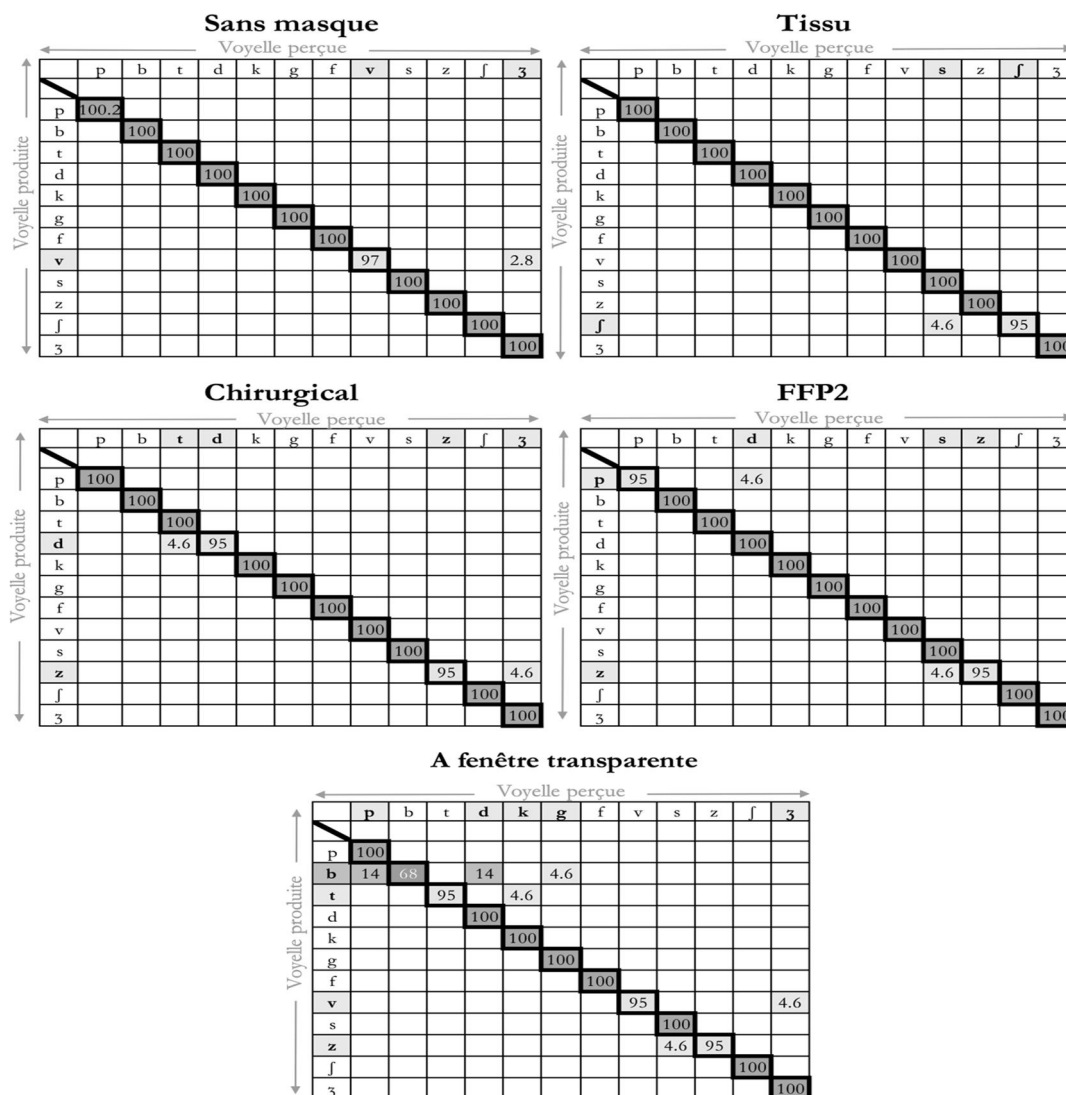 Sans masque
Voyelle perçue
p b t d k g f v s z ʃ ʒ
Voyelle produite
p 100.2
b 100
t 100
d 100
k 100
g 100
f 100
v 97 2.8
s 100
z 100
ʃ 100
ʒ 100
Tissu
Voyelle perçue
p b t d k g f v s z ʃ ʒ
Voyelle produite
p 100
b 100
t 100
d 100
k 100
g 100
f 100
v 100
s 100
z 100
ʃ 4.6 95
ʒ 100
Chirurgical
Voyelle perçue
p b t d k g f v s z ʃ ʒ
Voyelle produite
p 100
b 100
t 100
d 4.6 95
k 100
g 100
f 100
v 100
s 100
z 95 4.6
ʃ 100
ʒ 100
FFP2
Voyelle perçue
p b t d k g f v s z ʃ ʒ
Voyelle produite
p 95 4.6
b 100
t 100
d 100
k 100
g 100
f 100
v 100
s 100
z 4.6 95
ʃ 100
ʒ 100
A fenêtre transparente
Voyelle perçue
p b t d k g f v s z ʃ ʒ
Voyelle produite
p 100
b 14 68 14 4.6
t 95 4.6
d 100
k 100
g 100
f 100
v 95 4.6
s 100
z 4.6 95
ʃ 100
ʒ 100